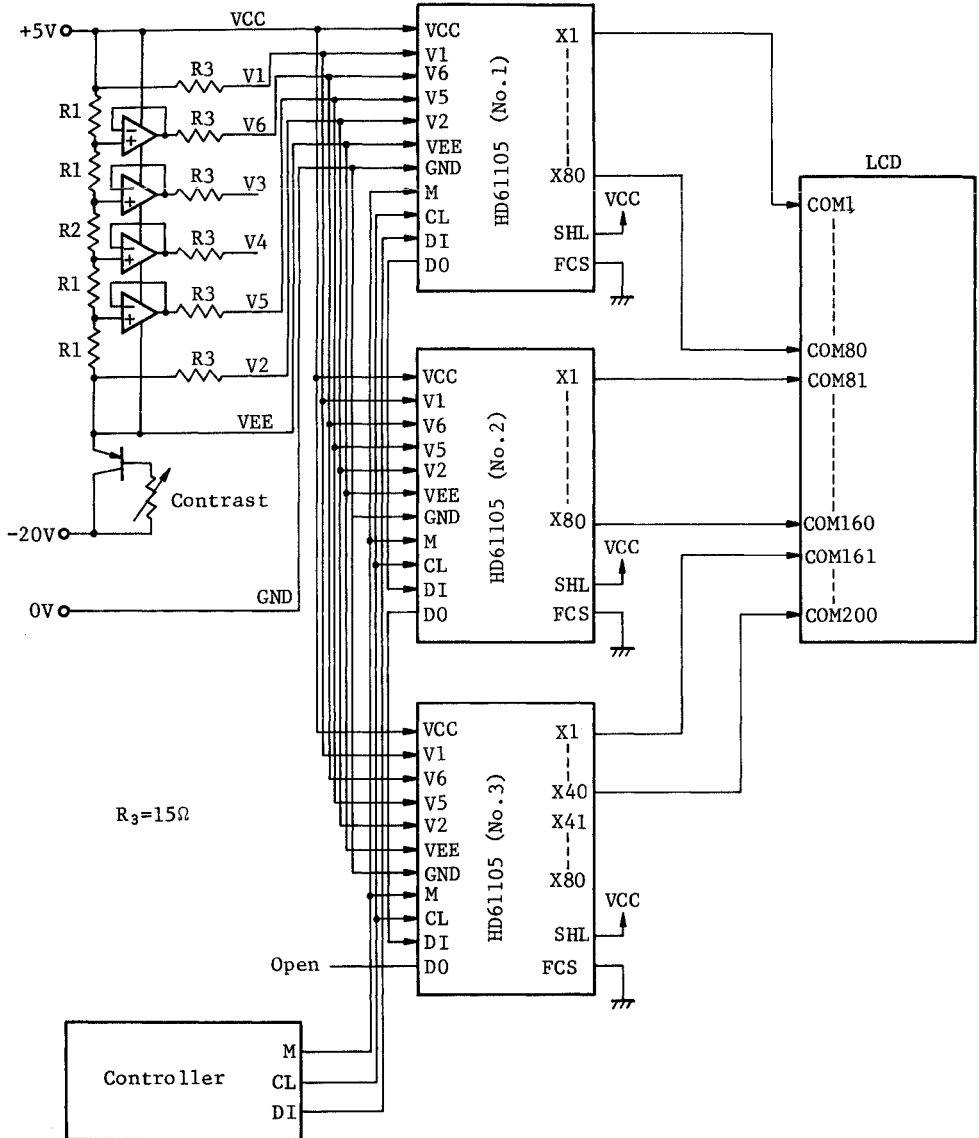 +5V
VCC
R3
V1
R1
R3
V6
R1
R3
V3
R2
R3
V4
R1
R3
V5
R1
R3
V2
VEE
Contrast
-20V
0V
GND
R₃=15Ω
VCC
V1
V6
V5
V2
VEE
GND
M
CL
DI
DO
HD61105 (No.1)
X1
X80
SHL
VCC
FCS
VCC
V1
V6
V5
V2
VEE
GND
M
CL
DI
DO
HD61105 (No.2)
X1
X80
SHL
VCC
FCS
VCC
V1
V6
V5
V2
VEE
GND
M
CL
DI
DO
Open
HD61105 (No.3)
X1
X40
X41
X80
SHL
VCC
FCS
LCD
COM1
COM80
COM81
COM160
COM161
COM200
Controller
M
CL
DI